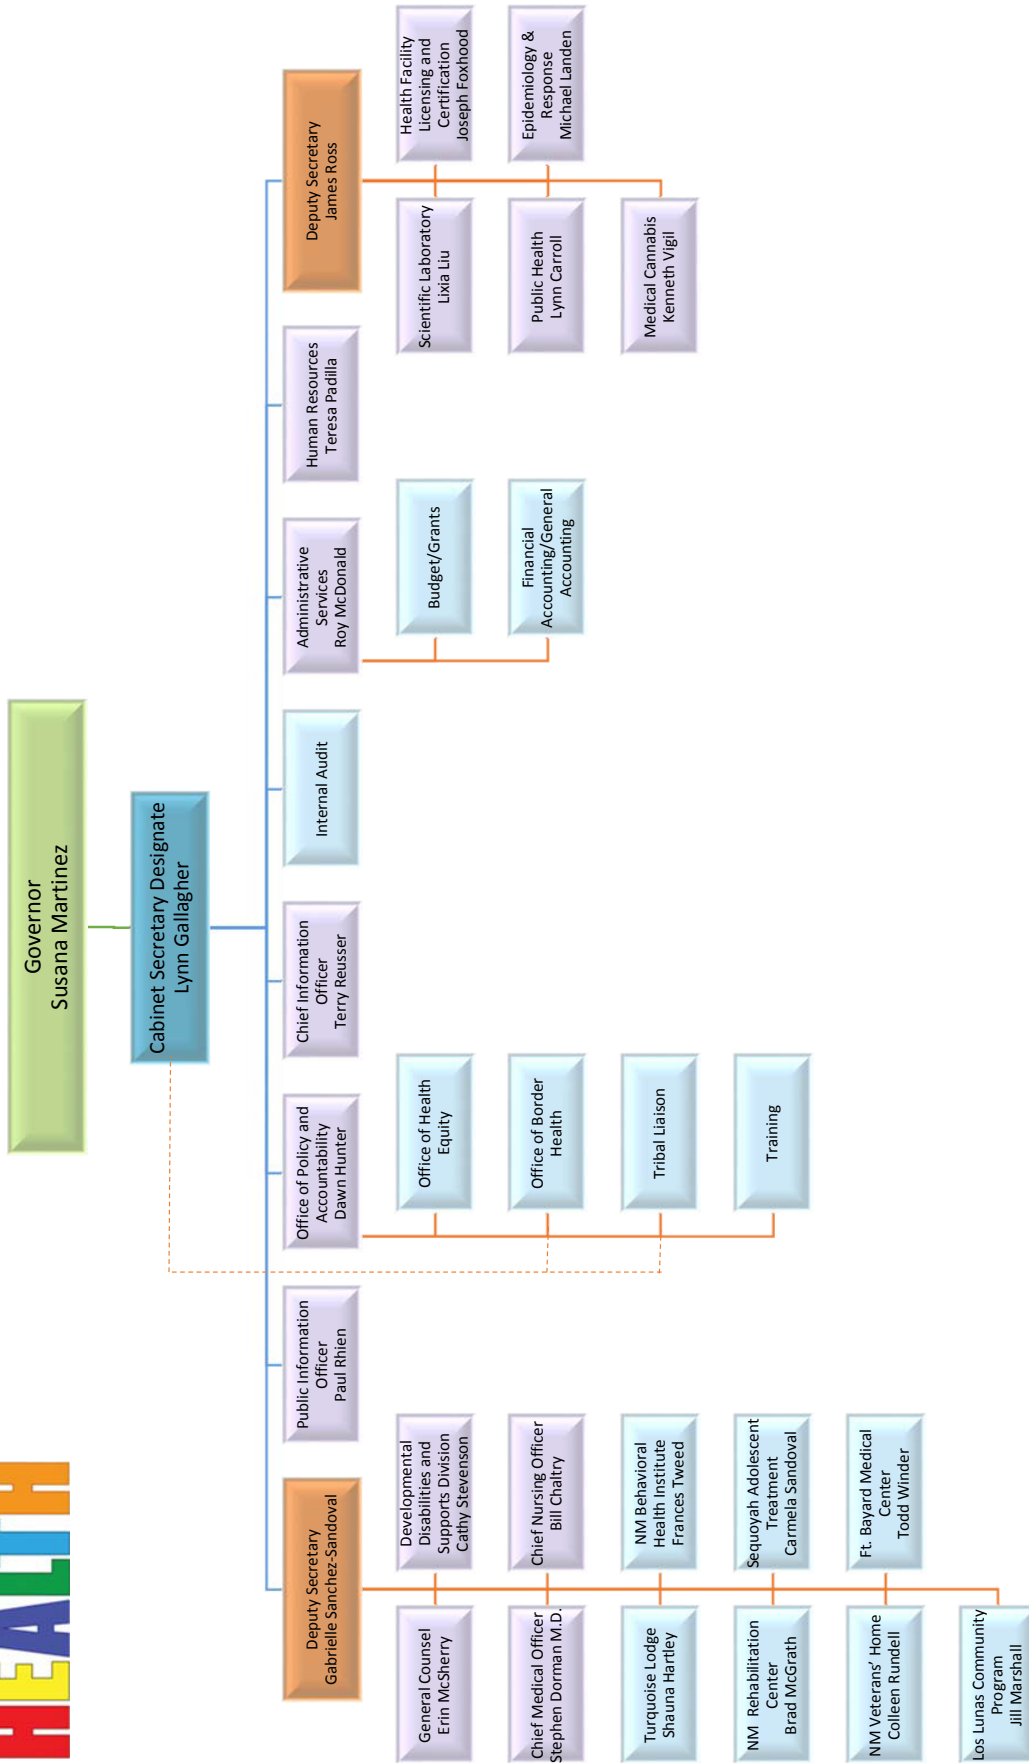 HEALTH
Governor
Susana Martinez
Cabinet Secretary Designate
Lynn Gallagher
Deputy Secretary
Gabrielle Sanchez-Sandoval
Public Information
Officer
Paul Rhien
Office of Policy and
Accountability
Dawn Hunter
Chief Information
Officer
Terry Reusser
Internal Audit
Administrative
Services
Roy McDonald
Human Resources
Teresa Padilla
Deputy Secretary
James Ross
General Counsel
Erin McSherry
Developmental
Disabilities and
Supports Division
Cathy Stevenson
Chief Medical Officer
Stephen Dorman M.D.
Chief Nursing Officer
Bill Chaltry
Turquoise Lodge
Shauna Hartley
NM Behavioral
Health Institute
Frances Tweed
NM Rehabilitation
Center
Brad McGrath
Sequoyah Adolescent
Treatment
Carmela Sandoval
NM Veterans' Home
Colleen Rundell
Ft. Bayard Medical
Center
Todd Winder
Los Lunas Community
Program
Jill Marshall
Office of Health
Equity
Office of Border
Health
Tribal Liaison
Training
Budget/Grants
Financial
Accounting/General
Accounting
Scientific Laboratory
Lixia Liu
Health Facility
Licensing and
Certification
Joseph Foxhood
Public Health
Lynn Carroll
Epidemiology &
Response
Michael Landen
Medical Cannabis
Kenneth Vigil